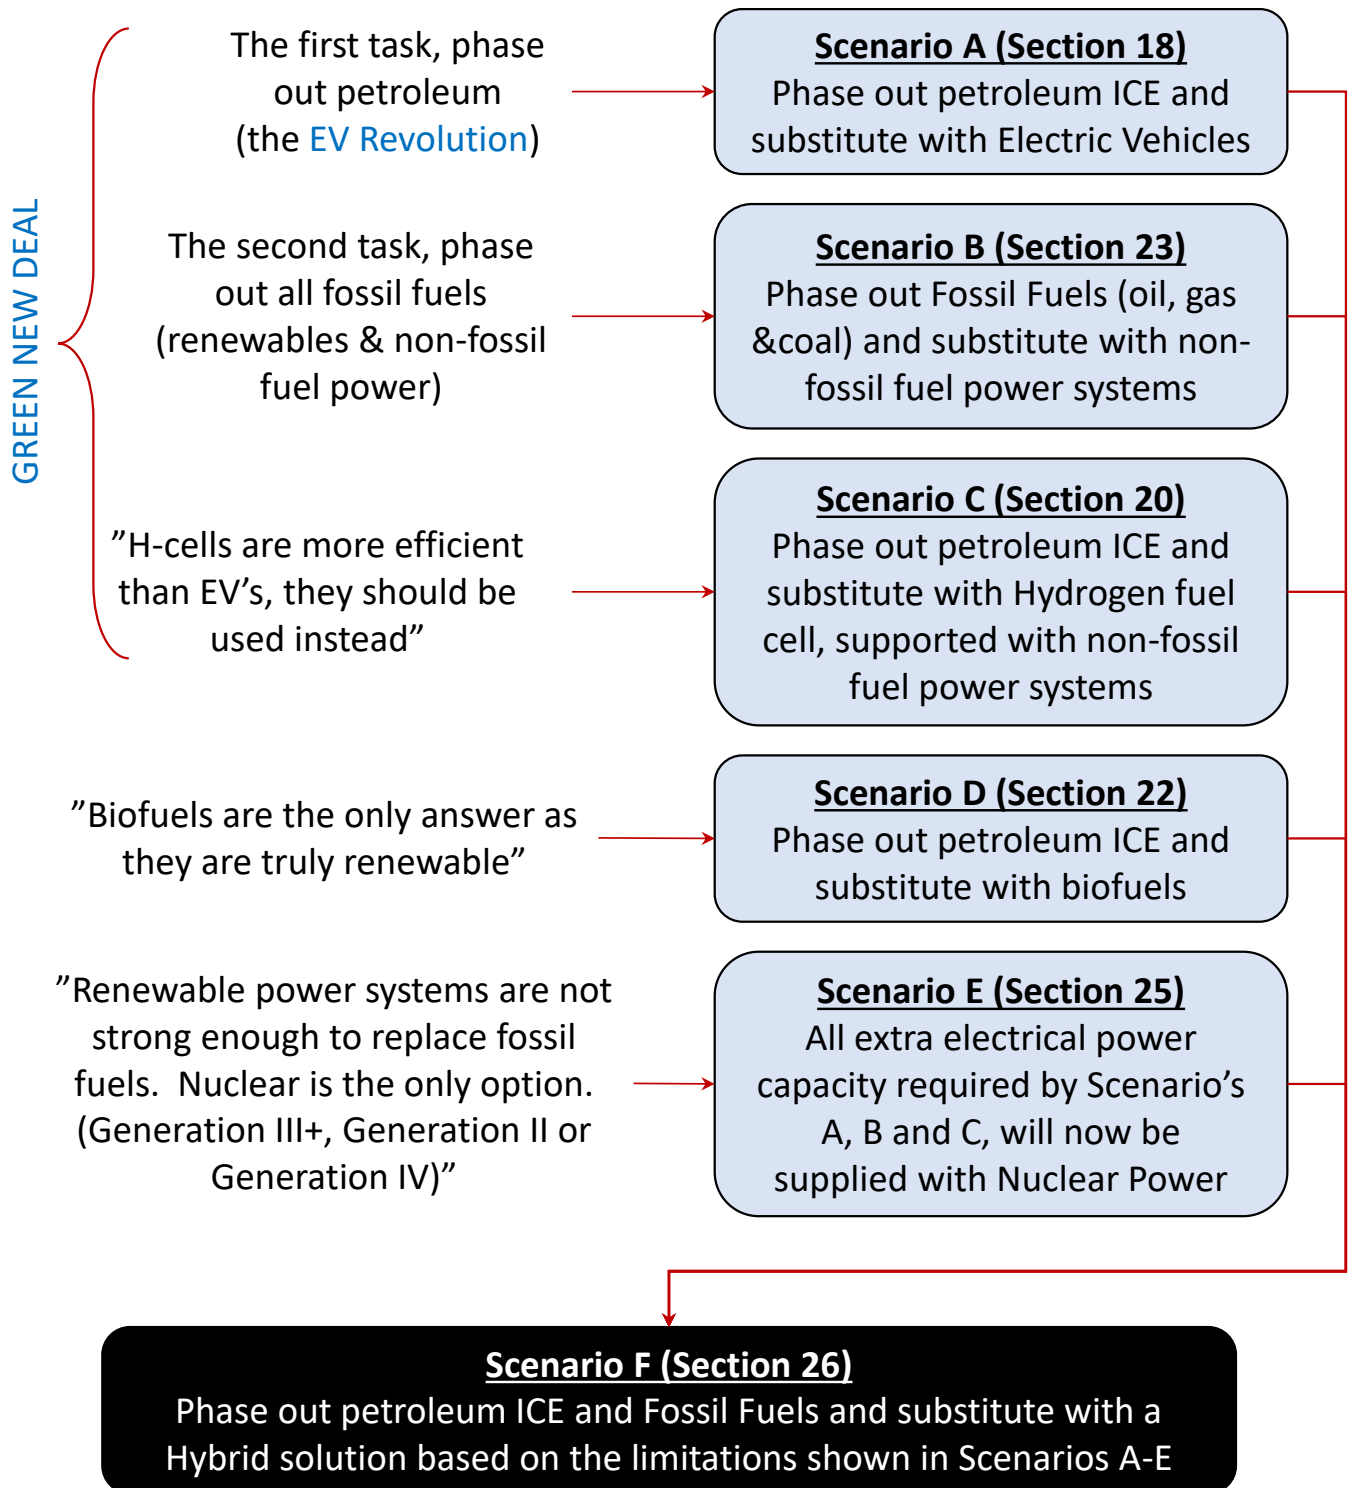 GREEN NEW DEAL
The first task, phase
out petroleum
(the EV Revolution)
Scenario A (Section 18)
Phase out petroleum ICE and
substitute with Electric Vehicles
The second task, phase
out all fossil fuels
(renewables & non-fossil
fuel power)
Scenario B (Section 23)
Phase out Fossil Fuels (oil, gas
&coal) and substitute with non-
fossil fuel power systems
”H-cells are more efficient
than EV’s, they should be
used instead”
Scenario C (Section 20)
Phase out petroleum ICE and
substitute with Hydrogen fuel
cell, supported with non-fossil
fuel power systems
”Biofuels are the only answer as
they are truly renewable”
Scenario D (Section 22)
Phase out petroleum ICE and
substitute with biofuels
”Renewable power systems are not
strong enough to replace fossil
fuels.  Nuclear is the only option.
(Generation III+, Generation II or
Generation IV)”
Scenario E (Section 25)
All extra electrical power
capacity required by Scenario’s
A, B and C, will now be
supplied with Nuclear Power
Scenario F (Section 26)
Phase out petroleum ICE and Fossil Fuels and substitute with a
Hybrid solution based on the limitations shown in Scenarios A-E